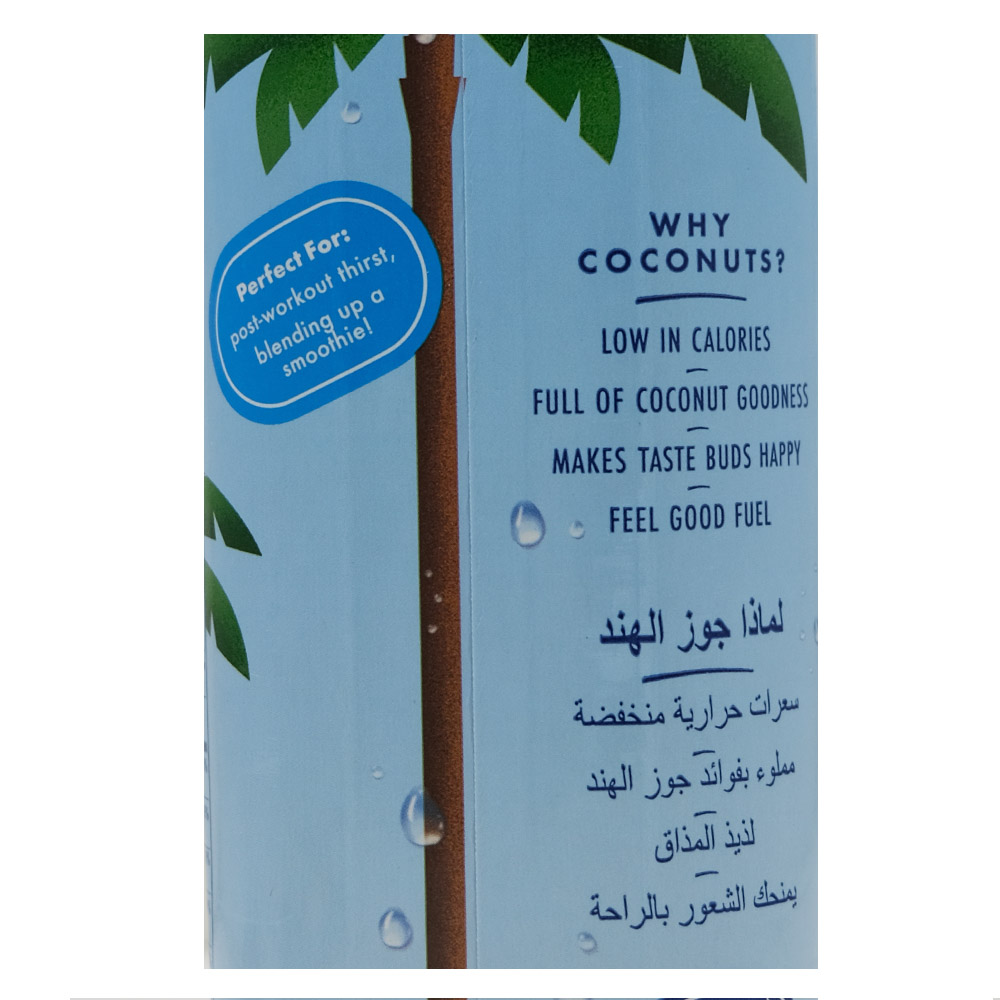 Perfect For:
post-workout thirst,
blending up a
smoothie!
WHY
COCONUTS?
LOW IN CALORIES
FULL OF COCONUT GOODNESS
MAKES TASTE BUDS HAPPY
FEEL GOOD FUEL
لماذا جوز الهند
سعرات حرارية منخفضة
مملوء بفوائد جوز الهند
لذيذ المذاق
يمنحك الشعور بالراحة